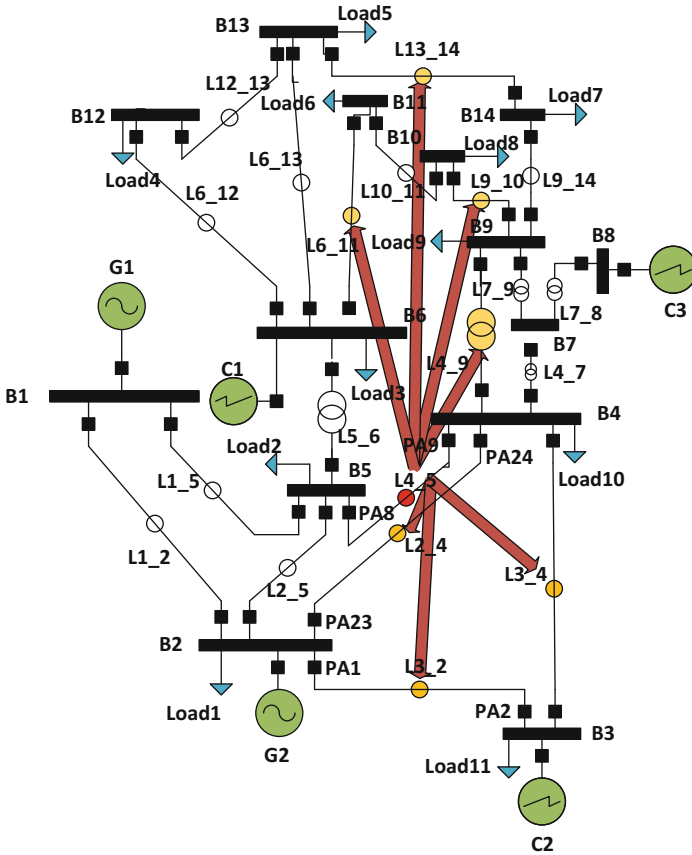 Load5
B13
L13_14
L12_13
Load6
B11
Load7
B12
B14
B10
Load8
L6_13
Load4
L10_11
L9_10
L9_14
L6_12
B9
L6_11
Load9
B8
G1
L7_9
L7_8
C3
B6
B7
C1
L4_9
L4_7
B1
Load3
B4
PA9
Load2
L5_6
PA24
B5
L4_5
Load10
L1_5
PA8
L1_2
L2_4
L2_5
L3_4
PA23
B2
PA1
L3_2
Load1
PA2
B3
G2
Load11
C2